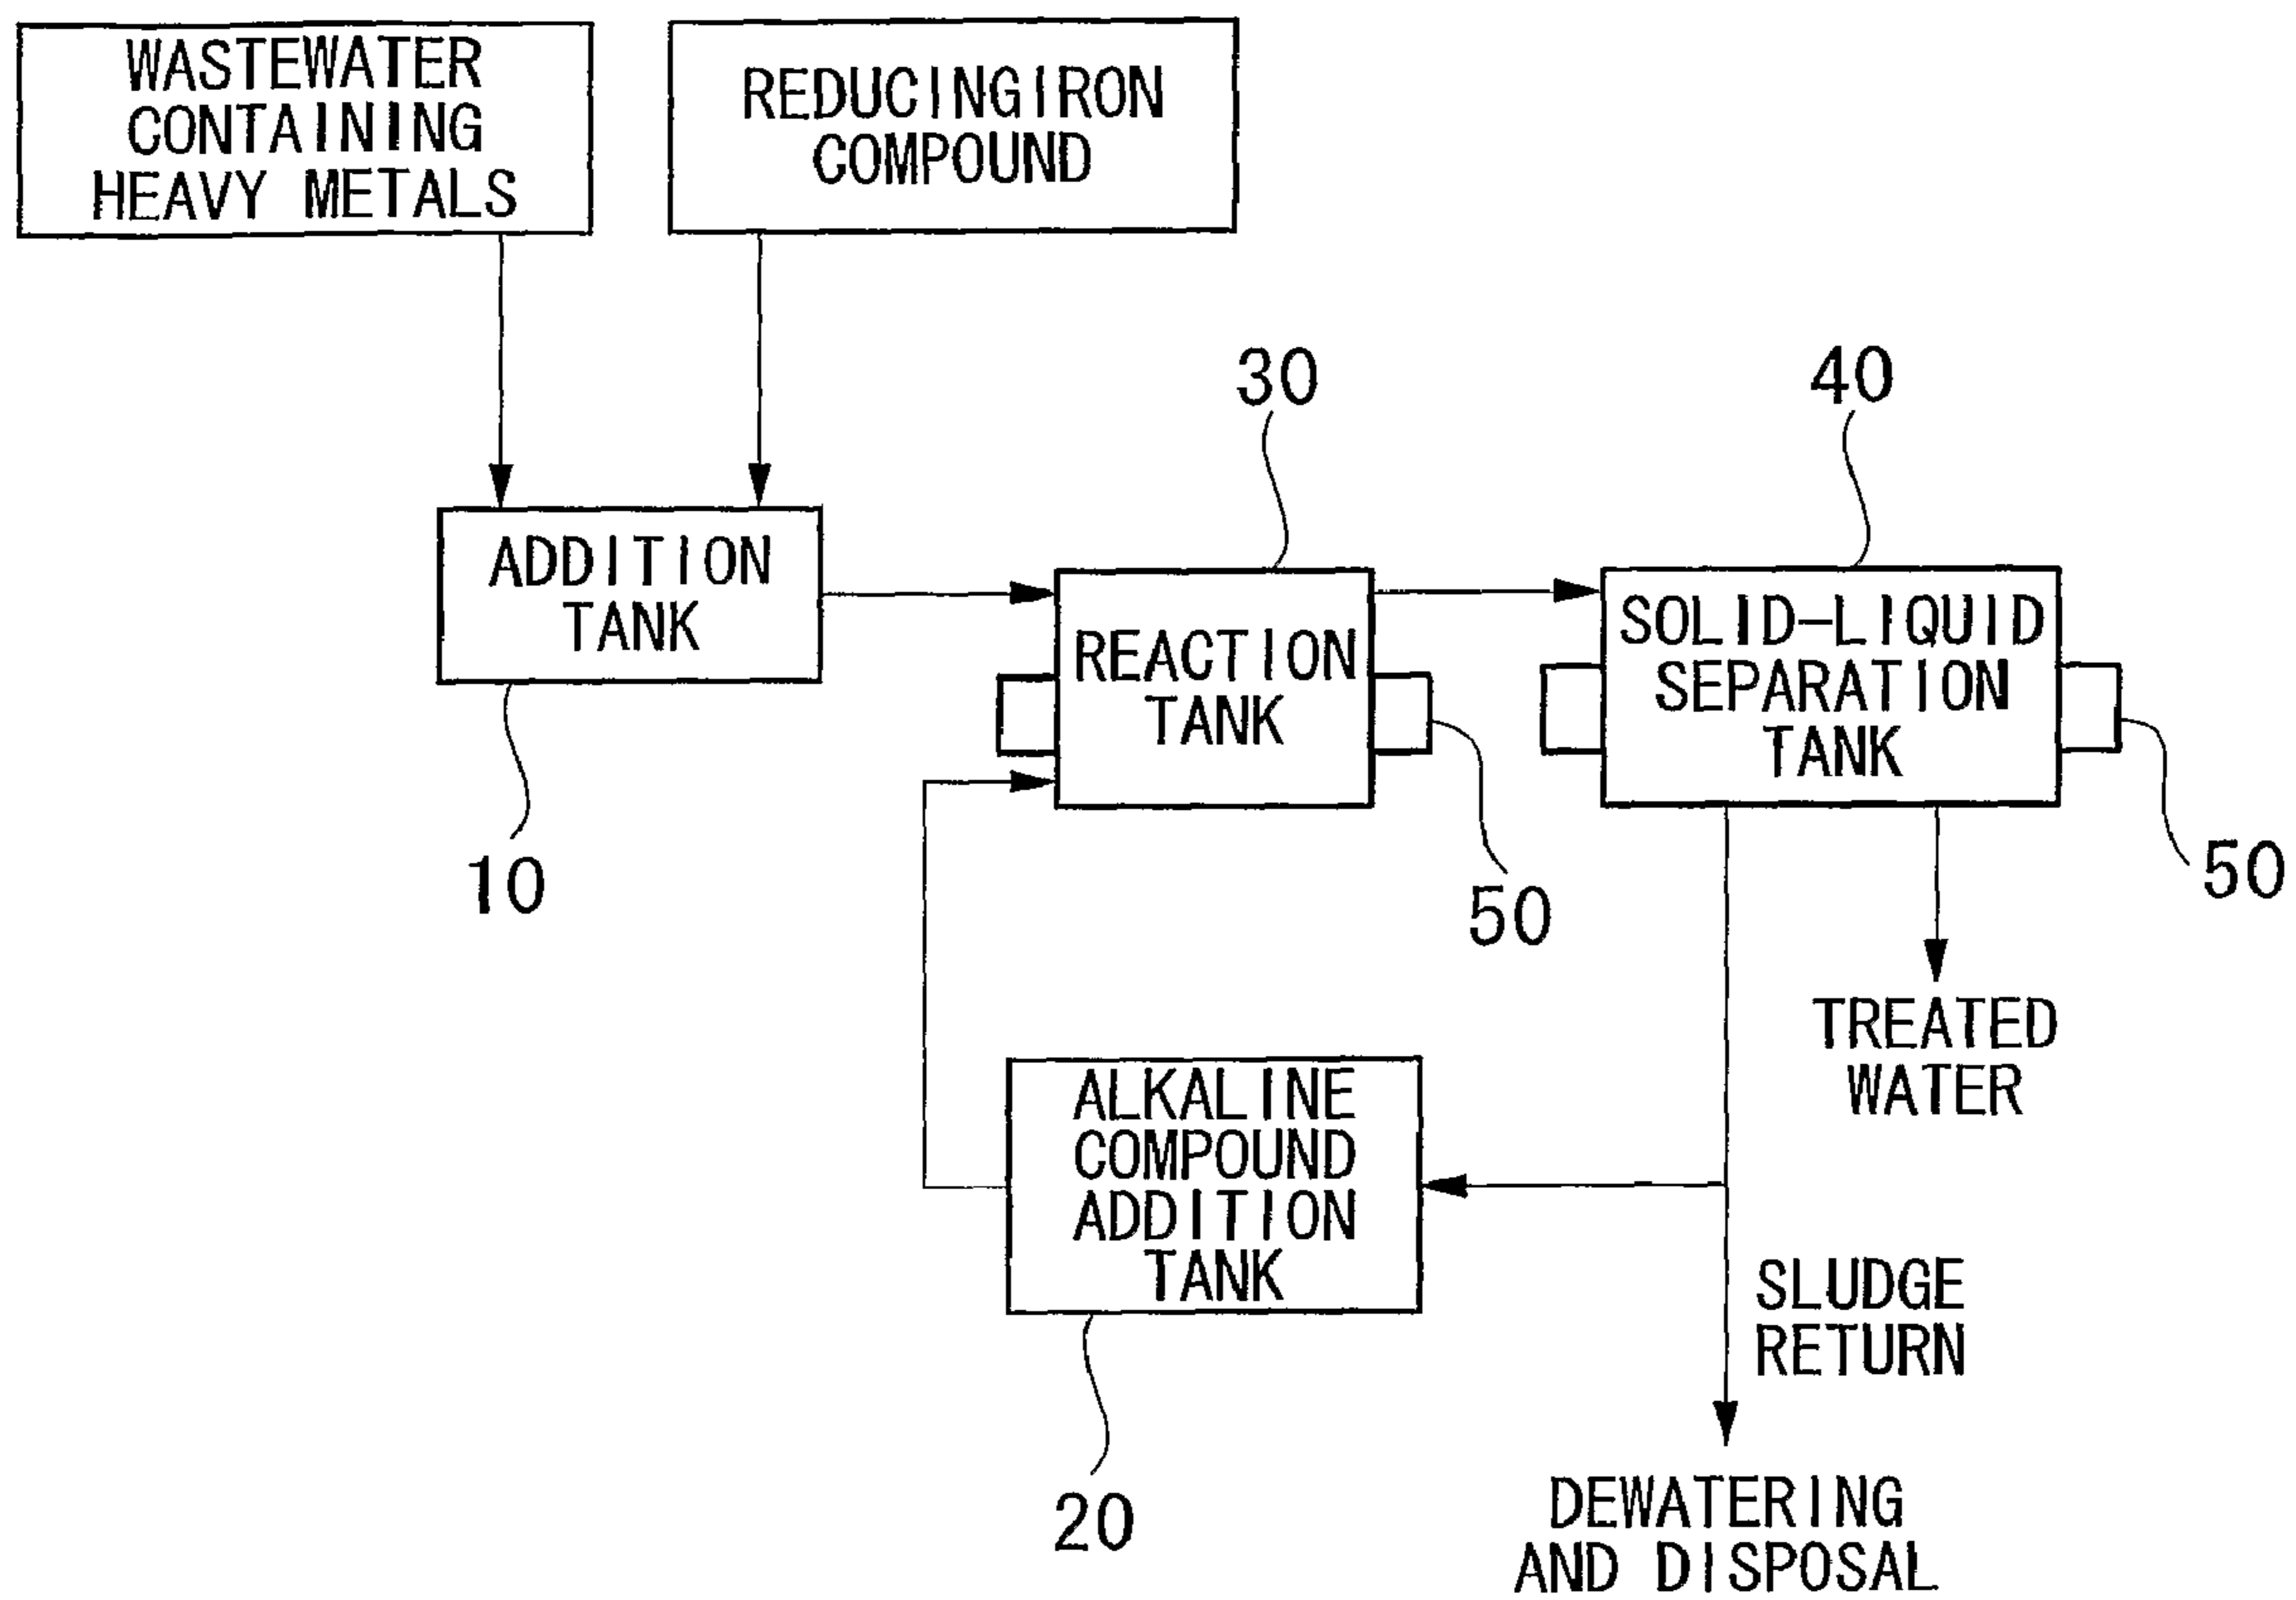 WASTEWATER
CONTAINING
HEAVY METALS
REDUCINGIRON
COMPOUND
30
40
ADDITION
TANK
REACTION
TANK
SOLID-LIQUID
SEPARATION
TANK
10
50
50
TREATED
WATER
ALKALINE
COMPOUND
ADDITION
TANK
SLUDGE
RETURN
20
DEWATERING
AND DISPOSAL